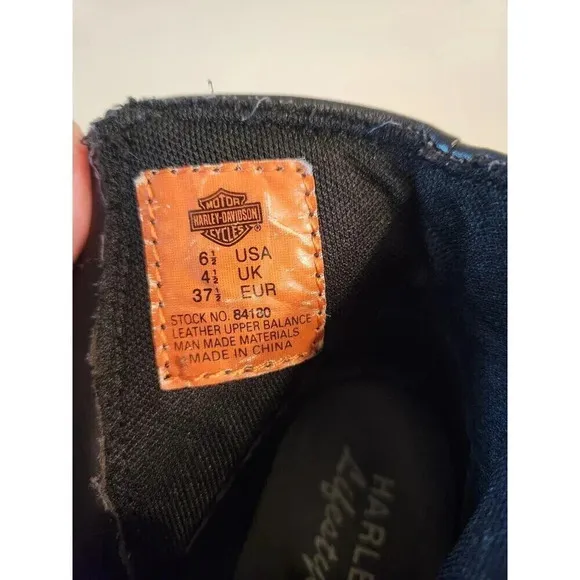 MOTOR
HARLEY-DAVIDSON
CYCLES
®
6½ USA
4½ UK
37½ EUR
STOCK NO. 84180
LEATHER UPPER BALANCE
MAN MADE MATERIALS
MADE IN CHINA
HARLE